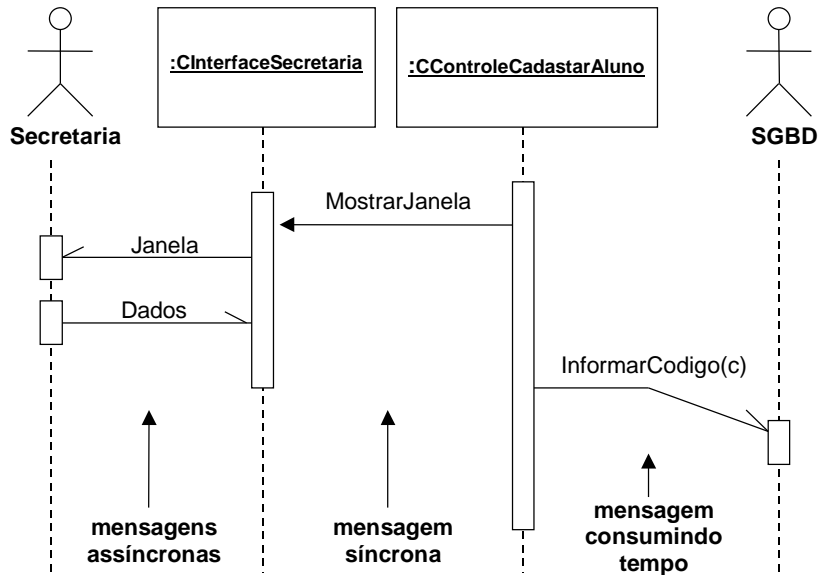 :CInterfaceSecretaria
:CControleCadastarAluno
Secretaria
SGBD
MostrarJanela
Janela
Dados
InformarCodigo(c)
mensagens
assíncronas
mensagem
síncrona
mensagem
consumindo
tempo